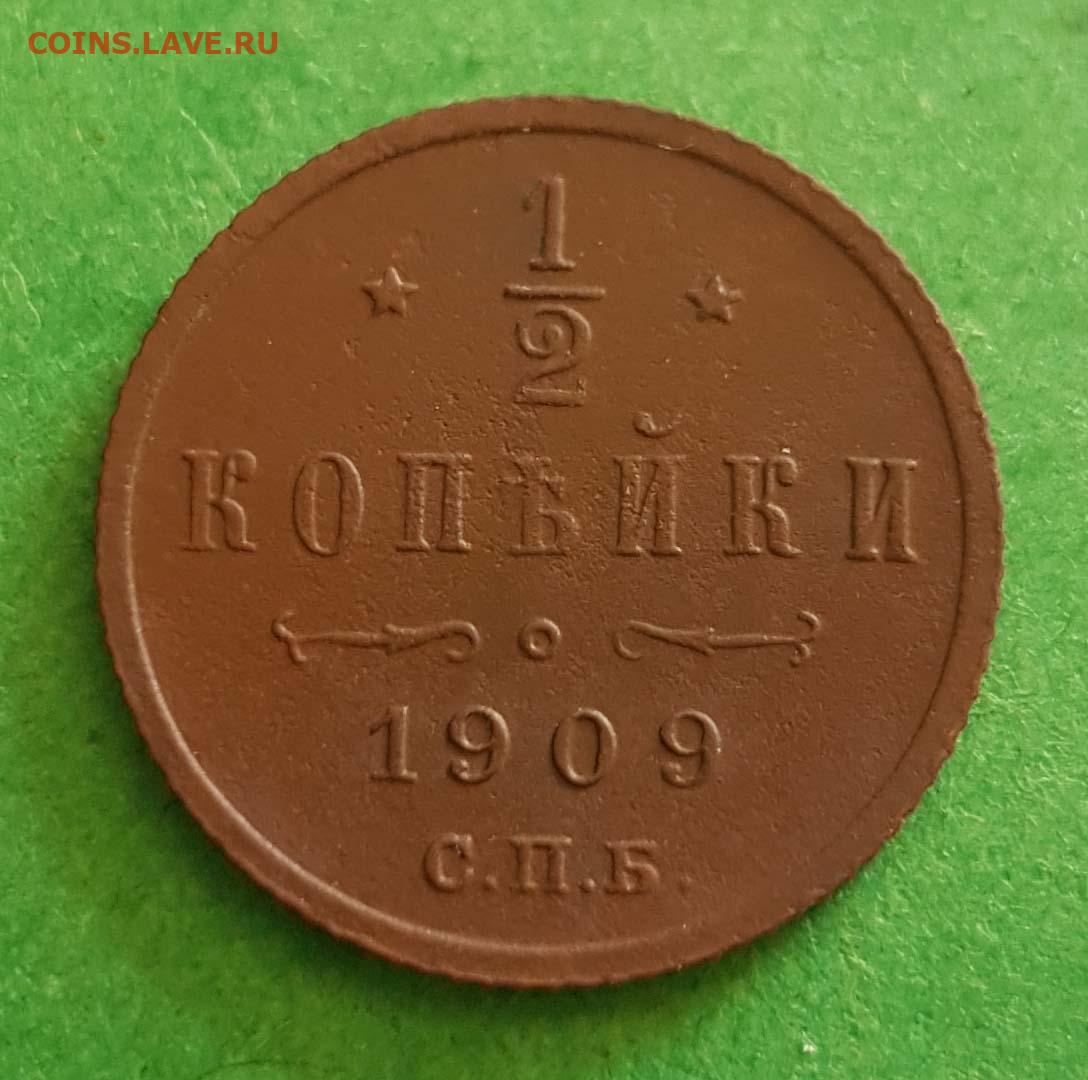 COINS.LAVE.RU
1/2
КОПѢЙКИ
1909
С.П.Б.